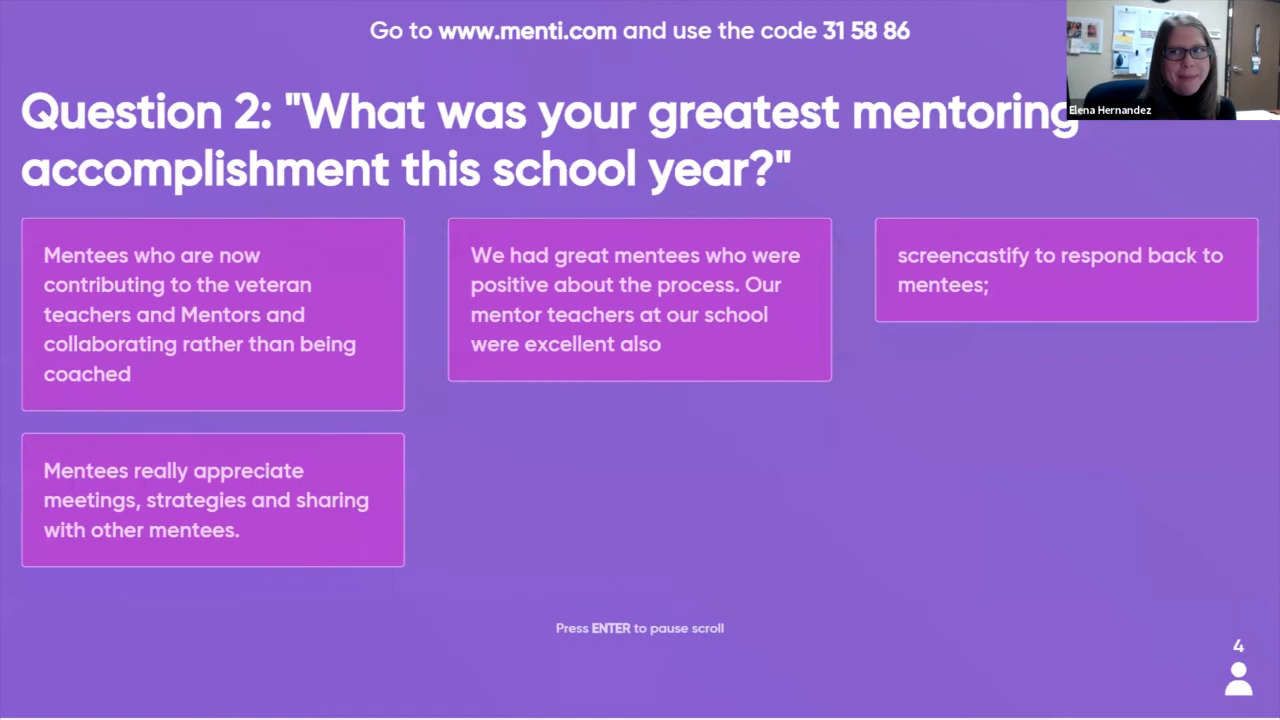 Go to www.menti.com and use the code 31 58 86
Elena Hernandez
Question 2: "What was your greatest mentoring
accomplishment this school year?"
Mentees who are now
contributing to the veteran
teachers and Mentors and
collaborating rather than being
coached
We had great mentees who were
positive about the process. Our
mentor teachers at our school
were excellent also
screencastify to respond back to
mentees;
Mentees really appreciate
meetings, strategies and sharing
with other mentees.
Press ENTER to pause scroll
4